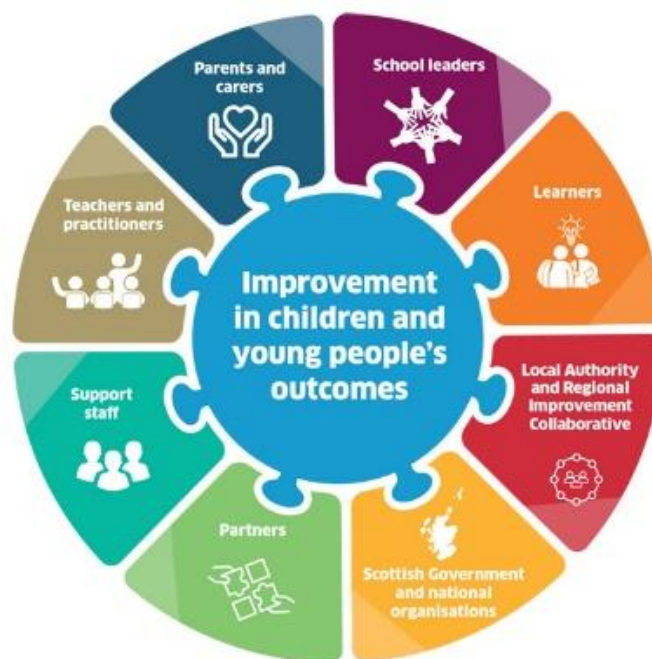 Improvement
in children and
young people's
outcomes
School leaders
Learners
Local Authority
and Regional
Improvement
Collaborative
Scottish Government
and national
organisations
Partners
Support
staff
Teachers and
practitioners
Parents and
carers